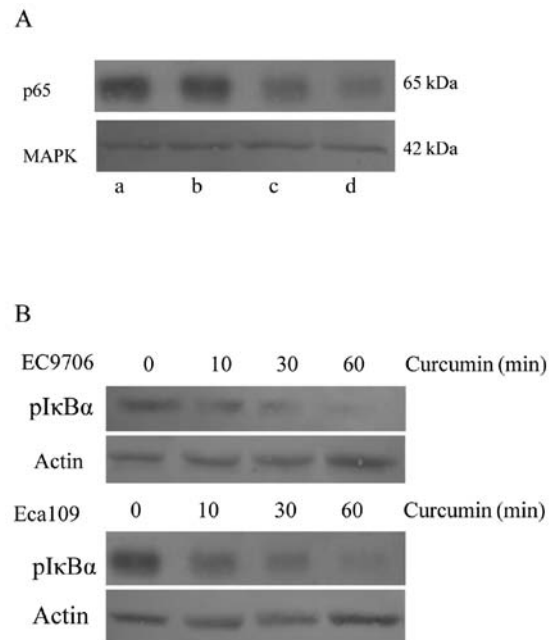 A
p65 65 kDa
MAPK 42 kDa
a b c d
B
EC9706 0 10 30 60 Curcumin (min)
pIκBα
Actin
Eca109 0 10 30 60 Curcumin (min)
pIκBα
Actin